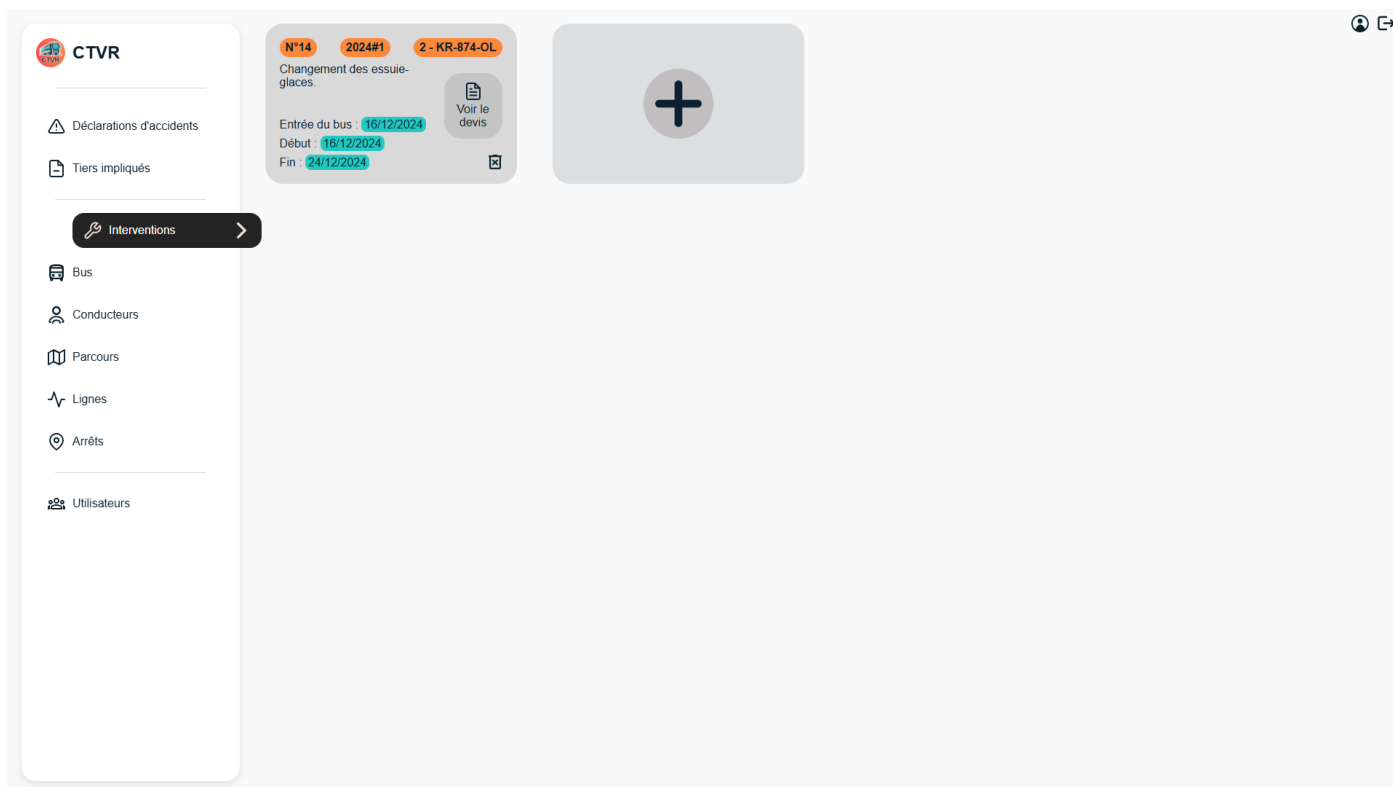 CTVR
CTVR
Déclarations d'accidents
Tiers impliqués
Interventions
Bus
Conducteurs
Parcours
Lignes
Arrêts
Utilisateurs
N°14 2024#1 2 - KR-874-OL
Changement des essuie-
glaces.
Voir le
devis
Entrée du bus : 16/12/2024
Début : 16/12/2024
Fin : 24/12/2024